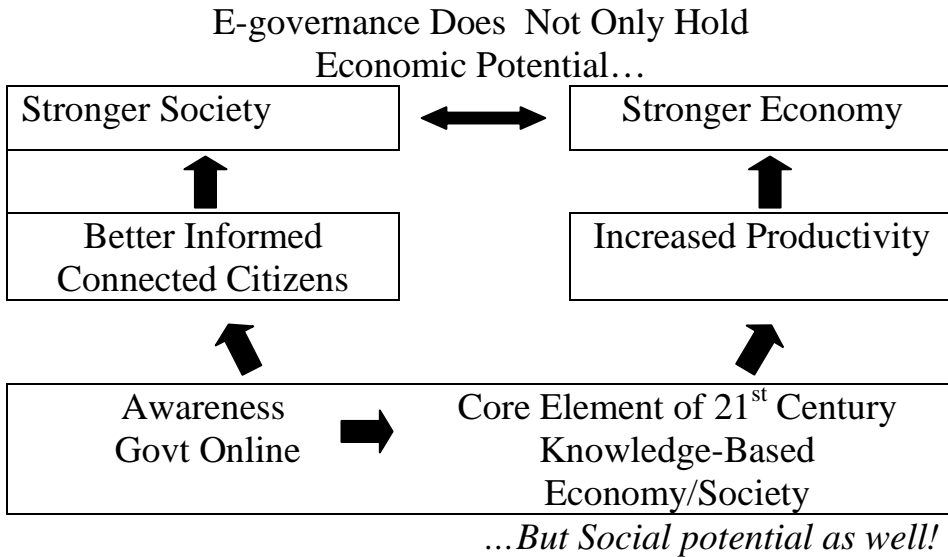 E-governance Does Not Only Hold
Economic Potential…
Stronger Society
Stronger Economy
Better Informed
Connected Citizens
Increased Productivity
Awareness
Govt Online
Core Element of 21st Century
Knowledge-Based
Economy/Society
…But Social potential as well!